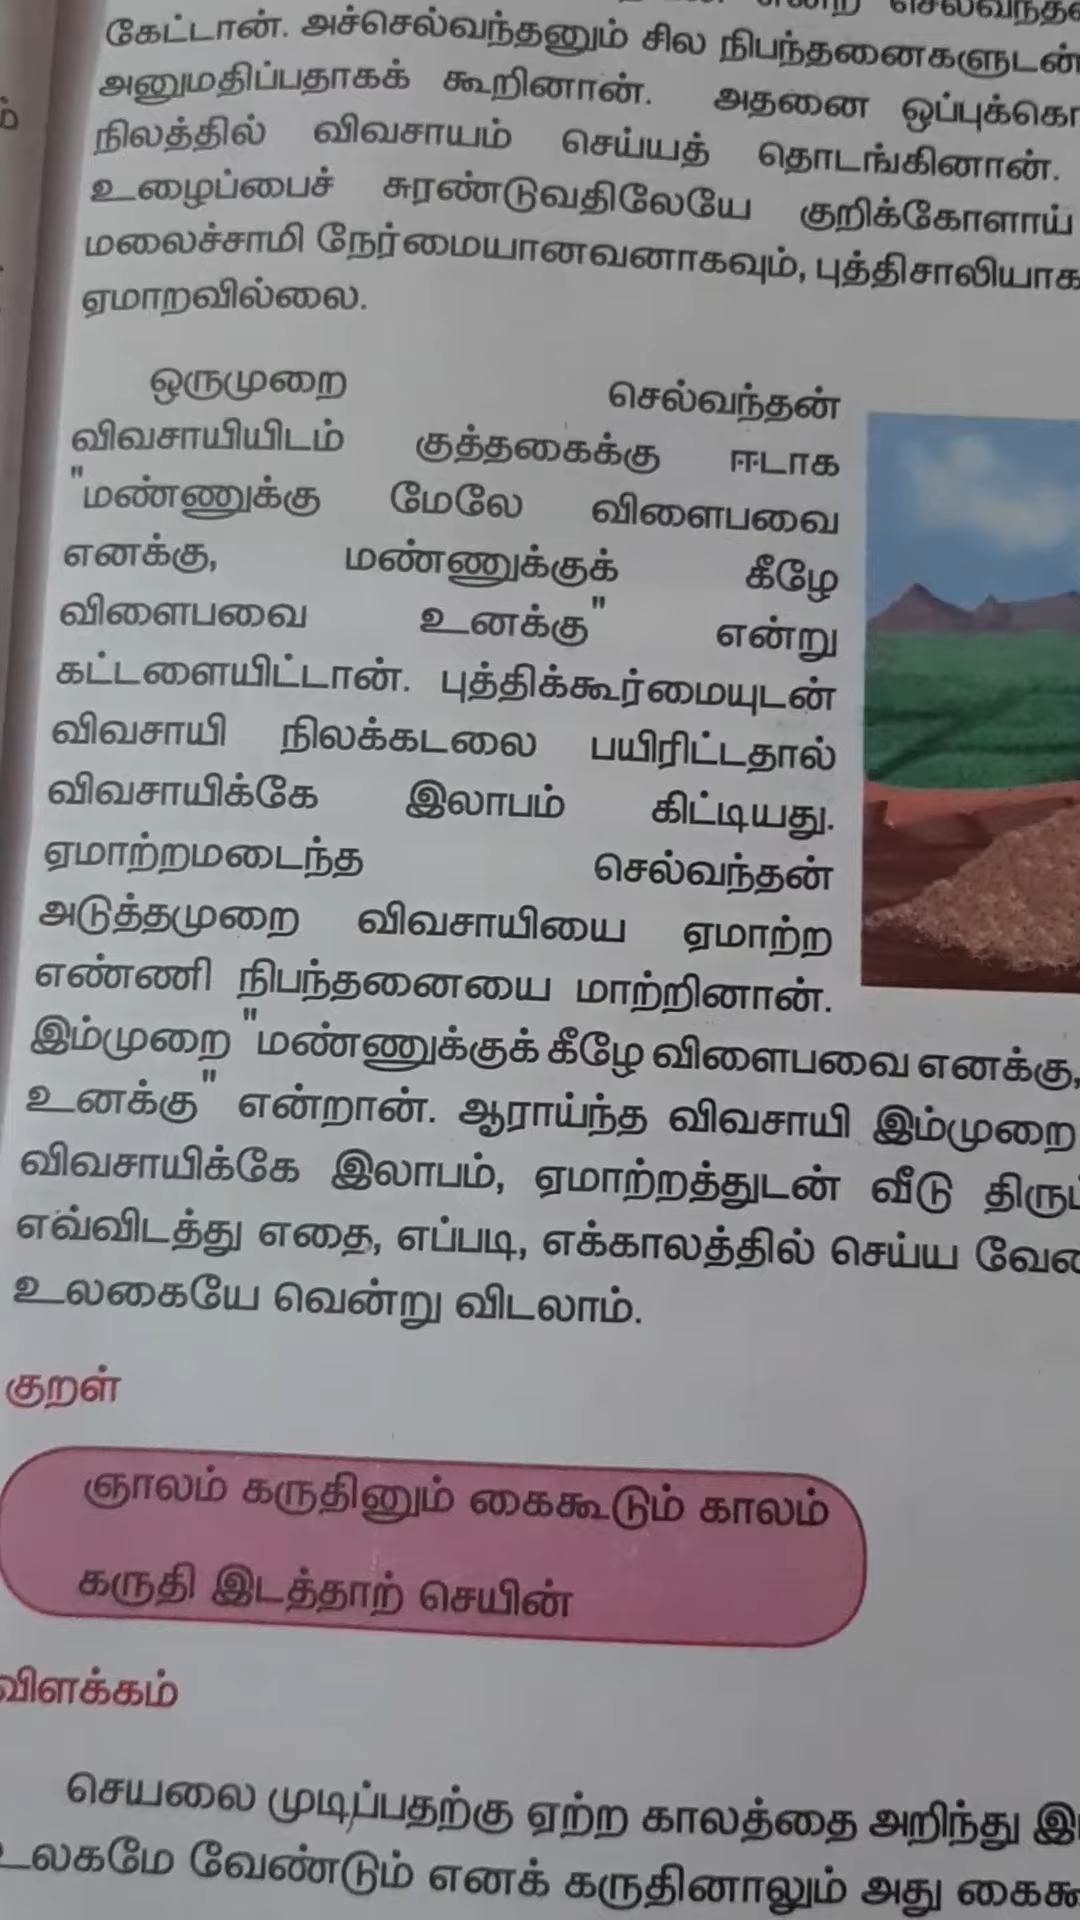 கேட்டான். அச்செல்வந்தனும் சில நிபந்தனைகளுடன்
அனுமதிப்பதாகக் கூறினான். அதனை
நிலத்தில் விவசாயம் செய்யத் தொடங்கினான்.
உழைப்பைச் சுரண்டுவதிலேயே குறிக்கோளாய்
மலைச்சாமி நேர்மையானவனாகவும்,
ஏமாறவில்லை.
ஒருமுறை செல்வந்தன்
விவசாயியிடம் குத்தகைக்கு ஈடாக
"மண்ணுக்கு மேலே விளைபவை
எனக்கு, மண்ணுக்குக் கீழே
விளைபவை உனக்கு" என்று
கட்டளையிட்டான். புத்திக்கூர்மையுடன்
விவசாயி நிலக்கடலை பயிரிட்டதால்
விவசாயிக்கே இலாபம் கிட்டியது.
ஏமாற்றமடைந்த செல்வந்தன்
அடுத்தமுறை விவசாயியை ஏமாற்ற
எண்ணி நிபந்தனையை மாற்றினான்.
இம்முறை "மண்ணுக்குக் கீழே விளைபவை எனக்கு,
உனக்கு" என்றான். ஆராய்ந்த விவசாயி இம்முறை
விவசாயிக்கே இலாபம், ஏமாற்றத்துடன் வீடு
எவ்விடத்து எதை, எப்படி, எக்காலத்தில் செய்ய
உலகையே வென்று விடலாம்.
குறள்
ஞாலம் கருதினும் கைகூடும் காலம்
கருதி இடத்தாற் செயின்
விளக்கம்
செயலை முடிப்பதற்கு ஏற்ற காலத்தை அறிந்து
உலகமே வேண்டும் எனக் கருதினாலும் அது